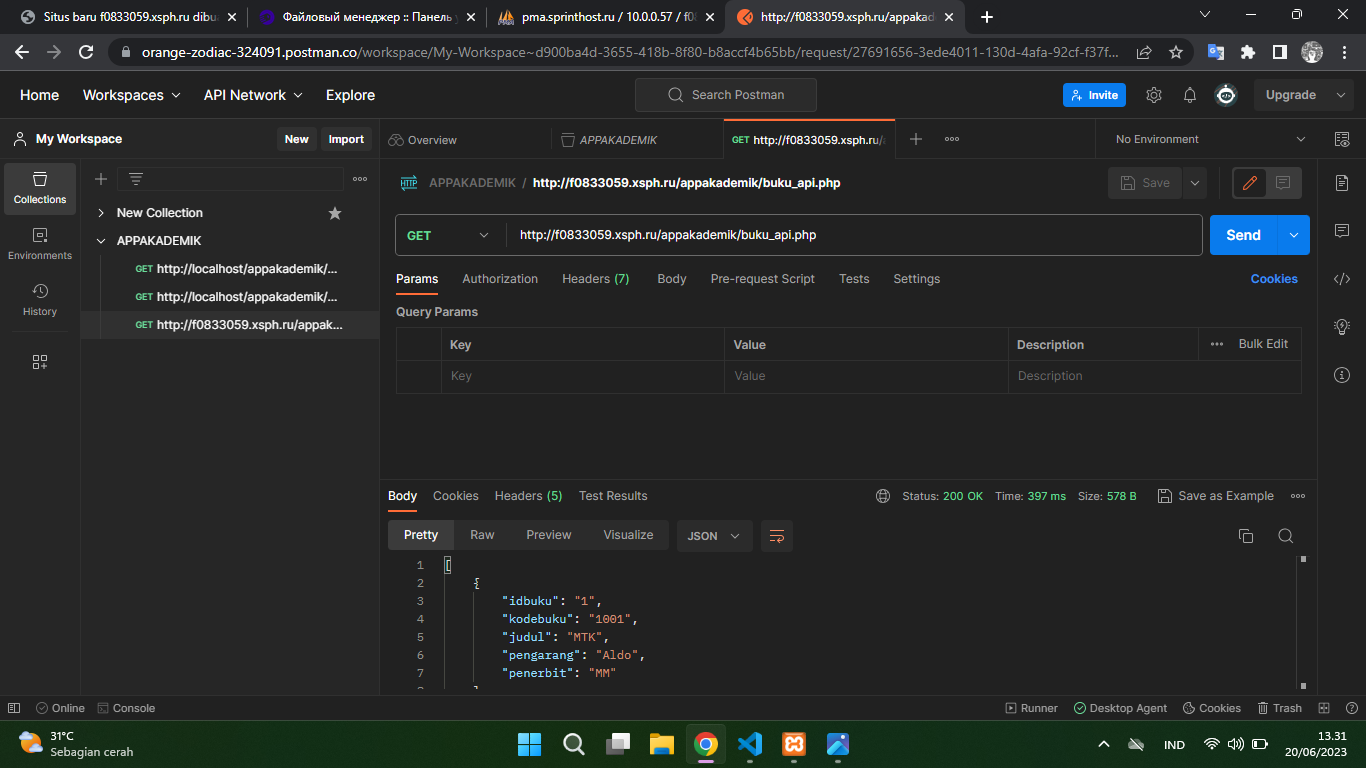 Situs baru f0833059.xsph.ru dibu
Файловый менеджер :: Панель у
pma.sprinthost.ru / 10.0.0.57 / f08
http://f0833059.xsph.ru/appakad
orange-zodiac-324091.postman.co/workspace/My-Workspace~d900ba4d-3655-418b-8f80-b8accf4b65bb/request/27691656-3ede4011-130d-4afa-92cf-f37f...
Home
Workspaces
API Network
Explore
Search Postman
Invite
Upgrade
My Workspace
New
Import
Overview
APPAKADEMIK
GET http://f0833059.xsph.ru/a
No Environment
Collections
Environments
History
New Collection
APPAKADEMIK
GET http://localhost/appakademik/...
GET http://localhost/appakademik/...
GET http://f0833059.xsph.ru/appak...
HTTP
APPAKADEMIK / http://f0833059.xsph.ru/appakademik/buku_api.php
Save
GET
http://f0833059.xsph.ru/appakademik/buku_api.php
Send
Params
Authorization
Headers (7)
Body
Pre-request Script
Tests
Settings
Cookies
Query Params
Key
Value
Description
Bulk Edit
Key
Value
Description
Body
Cookies
Headers (5)
Test Results
Status: 200 OK
Time: 397 ms
Size: 578 B
Save as Example
Pretty
Raw
Preview
Visualize
JSON
1 [
2 {
3 "idbuku": "1",
4 "kodebuku": "1001",
5 "judul": "MTK",
6 "pengarang": "Aldo",
7 "penerbit": "MM"
Online
Console
Runner
Desktop Agent
Cookies
Trash
31°C
Sebagian cerah
IND
13.31
20/06/2023